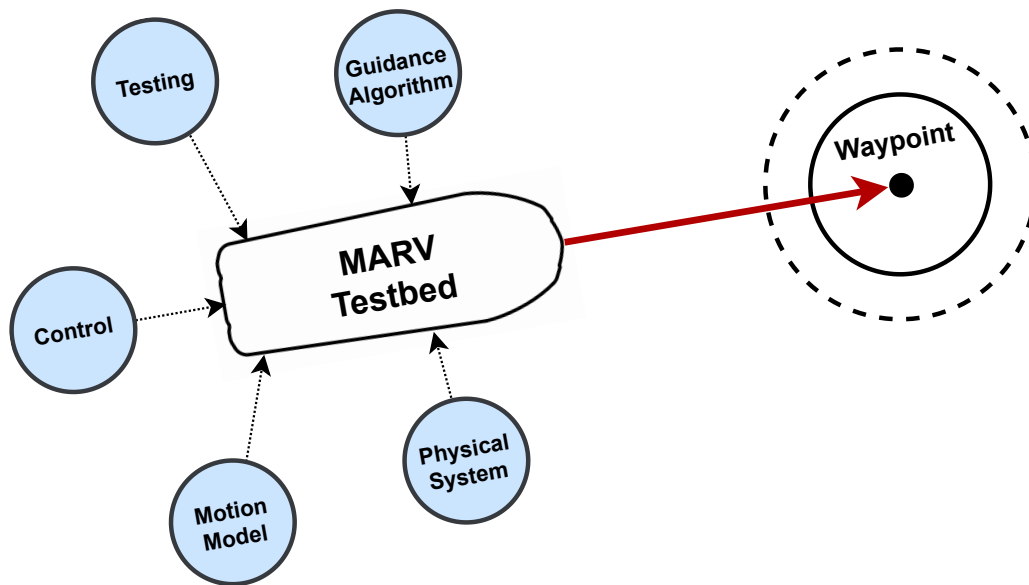 Testing
Guidance
Algorithm
Waypoint
MARV
Testbed
Control
Physical
System
Motion
Model